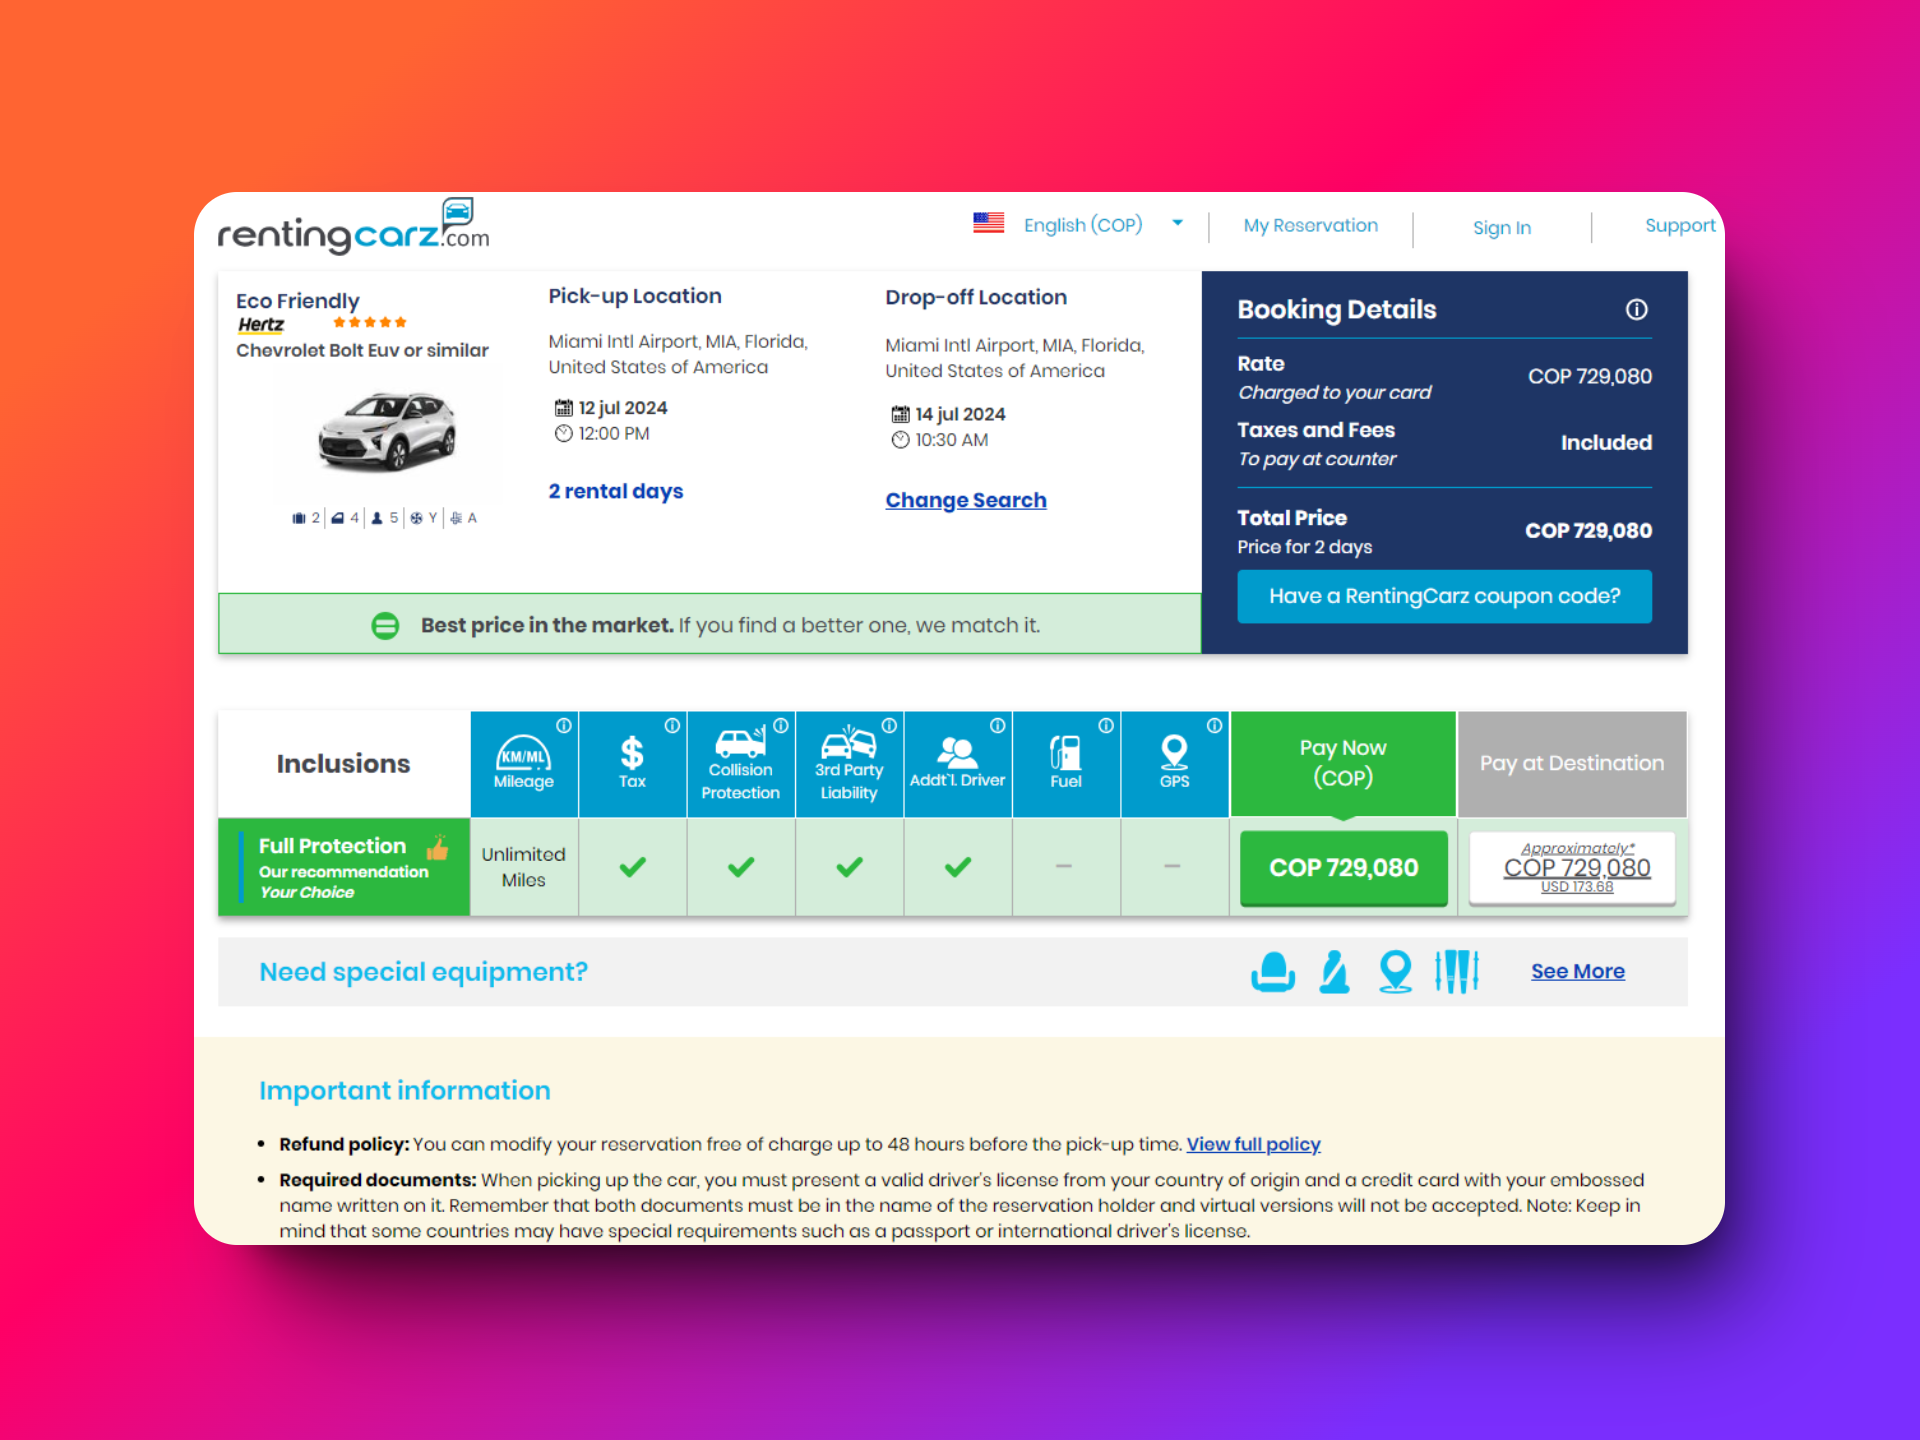 rentingcarz.com
English (COP)
My Reservation
Sign In
Support
Eco Friendly
Hertz
Chevrolet Bolt Euv or similar
2 4 5 Y A
Pick-up Location
Miami Intl Airport, MIA, Florida,
United States of America
12 jul 2024
12:00 PM
2 rental days
Drop-off Location
Miami Intl Airport, MIA, Florida,
United States of America
14 jul 2024
10:30 AM
Change Search
Best price in the market. If you find a better one, we match it.
Booking Details
Rate
Charged to your card
COP 729,080
Taxes and Fees
To pay at counter
Included
Total Price
Price for 2 days
COP 729,080
Have a RentingCarz coupon code?
Inclusions
KM/ML
Mileage
Tax
Collision
Protection
3rd Party
Liability
Addt`l. Driver
Fuel
GPS
Pay Now
(COP)
Pay at Destination
Full Protection
Our recommendation
Your Choice
Unlimited
Miles
COP 729,080
Approximately*
COP 729,080
USD 173.68
Need special equipment?
See More
Important information
• Refund policy: You can modify your reservation free of charge up to 48 hours before the pick-up time. View full policy
• Required documents: When picking up the car, you must present a valid driver's license from your country of origin and a credit card with your embossed
name written on it. Remember that both documents must be in the name of the reservation holder and virtual versions will not be accepted. Note: Keep in
mind that some countries may have special requirements such as a passport or international driver's license.